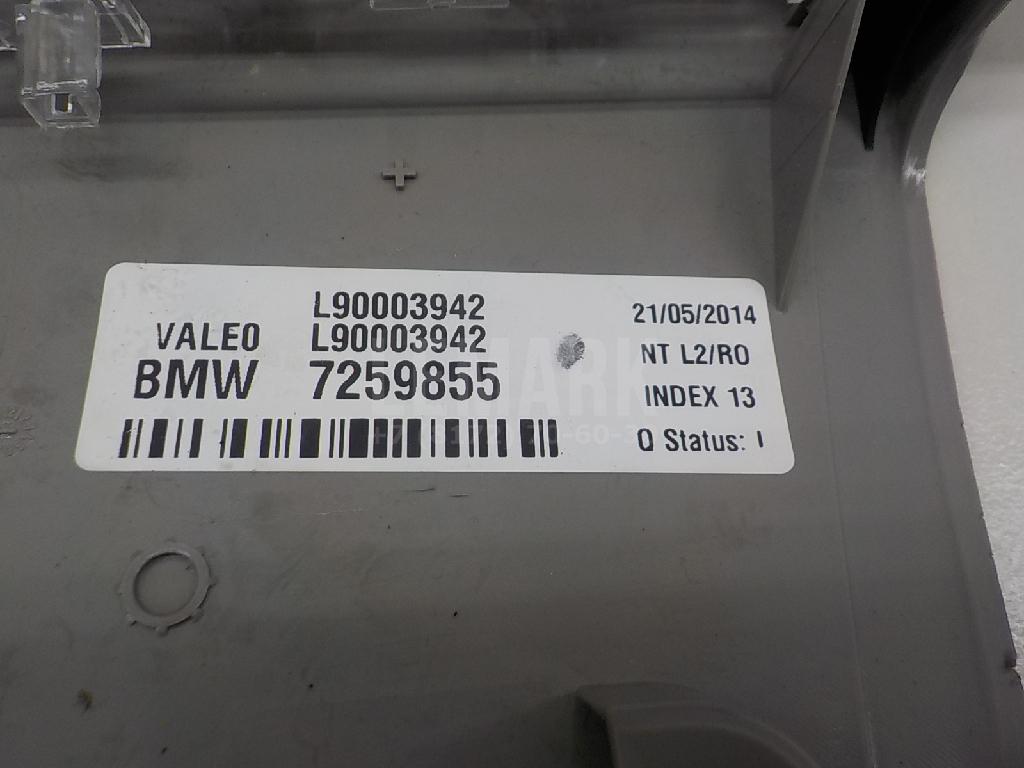 L90003942
VALEO L90003942
BMW 7259855
21/05/2014
NT L2/RO
INDEX 13
Q Status: I